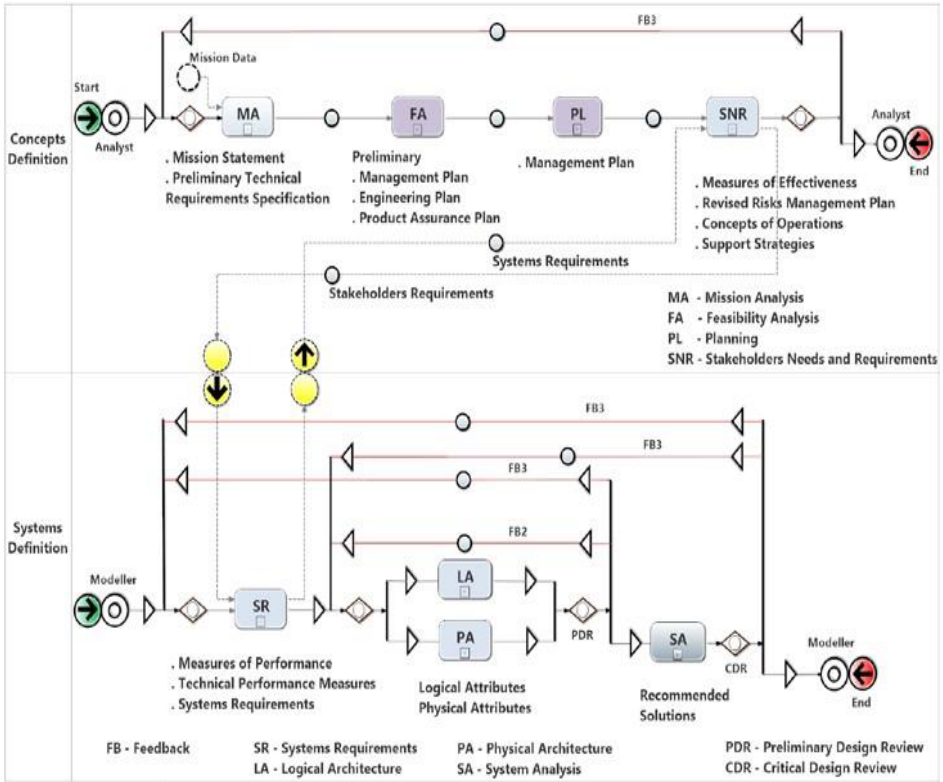 FB3
Mission Data
Start
MA
FA
PL
SNR
Analyst
Analyst
End
Concepts
Definition
. Mission Statement
. Preliminary Technical
Requirements Specification
Preliminary
. Management Plan
. Engineering Plan
. Product Assurance Plan
. Management Plan
. Measures of Effectiveness
. Revised Risks Management Plan
. Concepts of Operations
. Support Strategies
Systems Requirements
Stakeholders Requirements
MA - Mission Analysis
FA - Feasibility Analysis
PL - Planning
SNR - Stakeholders Needs and Requirements
FB3
FB3
FB3
FB2
Systems
Definition
Modeller
SR
LA
PA
PDR
SA
CDR
Modeller
End
. Measures of Performance
. Technical Performance Measures
. Systems Requirements
Logical Attributes
Physical Attributes
Recommended
Solutions
FB - Feedback
SR - Systems Requirements
LA - Logical Architecture
PA - Physical Architecture
SA - System Analysis
PDR - Preliminary Design Review
CDR - Critical Design Review